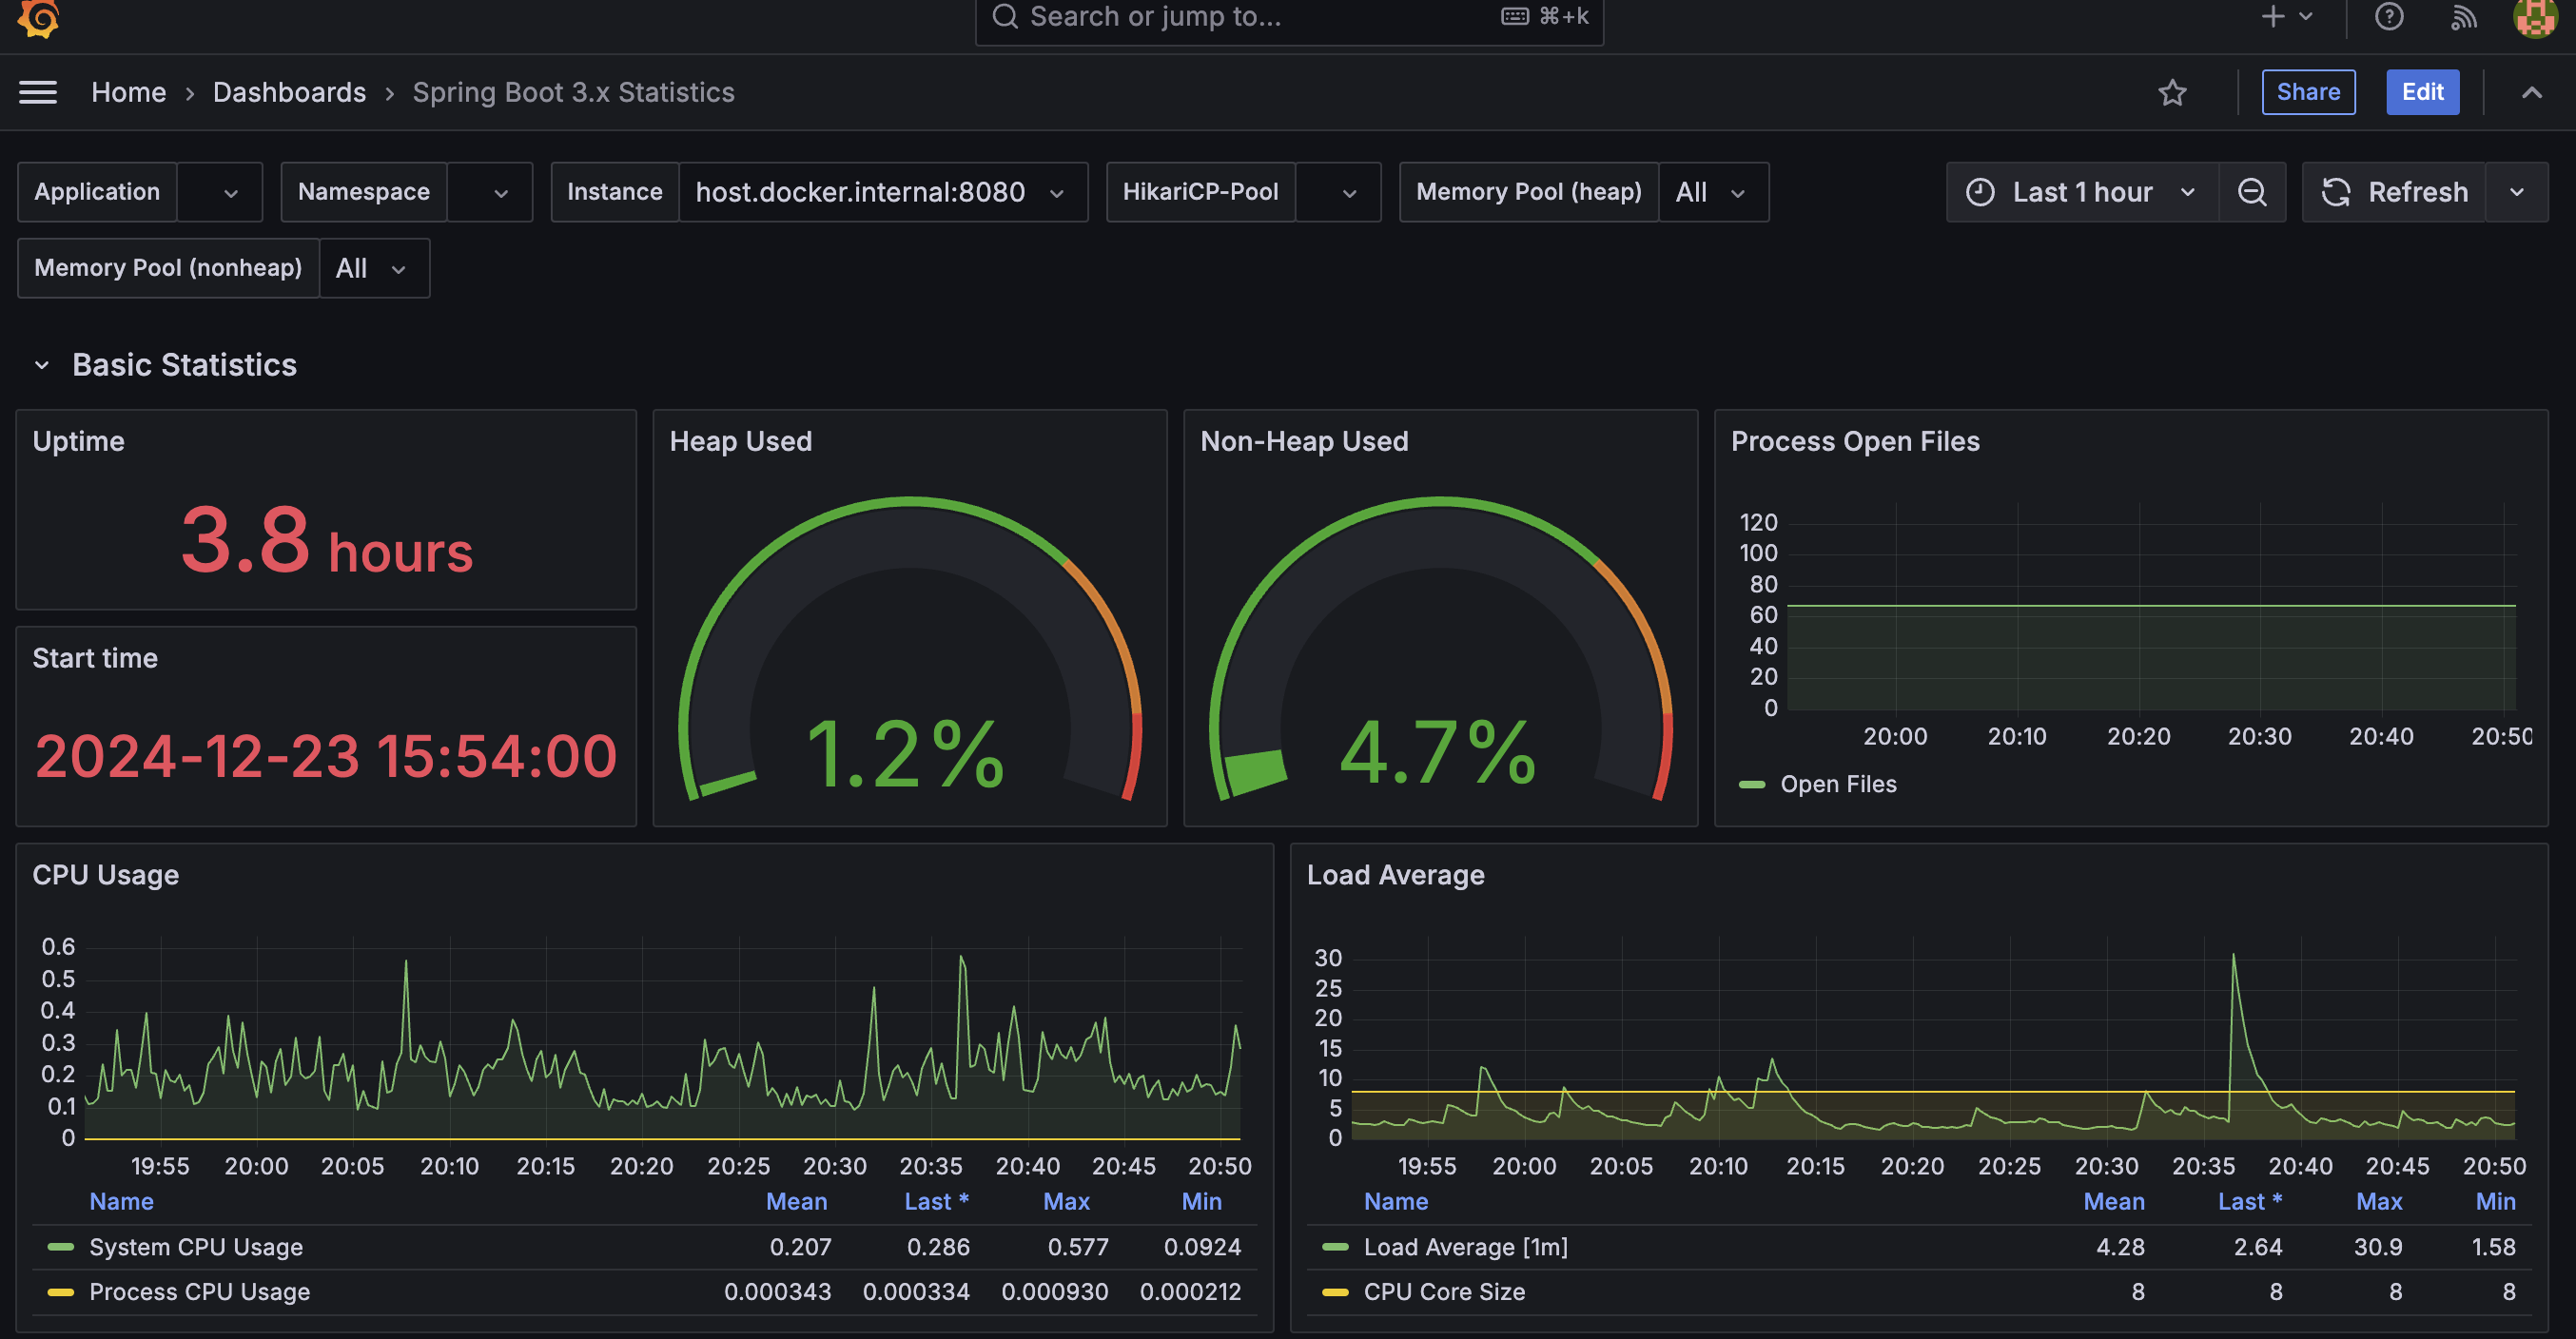 Search or jump to... ⌘+k
Home › Dashboards › Spring Boot 3.x Statistics Share Edit
Application Namespace Instance host.docker.internal:8080 HikariCP-Pool Memory Pool (heap) All Last 1 hour Refresh
Memory Pool (nonheap) All
Basic Statistics
Uptime
3.8 hours
Start time
2024-12-23 15:54:00
Heap Used
1.2%
Non-Heap Used
4.7%
Process Open Files
120
100
80
60
40
20
0
20:00 20:10 20:20 20:30 20:40 20:50
Open Files
CPU Usage
0.6
0.5
0.4
0.3
0.2
0.1
0
19:55 20:00 20:05 20:10 20:15 20:20 20:25 20:30 20:35 20:40 20:45 20:50
Name Mean Last * Max Min
System CPU Usage 0.207 0.286 0.577 0.0924
Process CPU Usage 0.000343 0.000334 0.000930 0.000212
Load Average
30
25
20
15
10
5
0
19:55 20:00 20:05 20:10 20:15 20:20 20:25 20:30 20:35 20:40 20:45 20:50
Name Mean Last * Max Min
Load Average [1m] 4.28 2.64 30.9 1.58
CPU Core Size 8 8 8 8